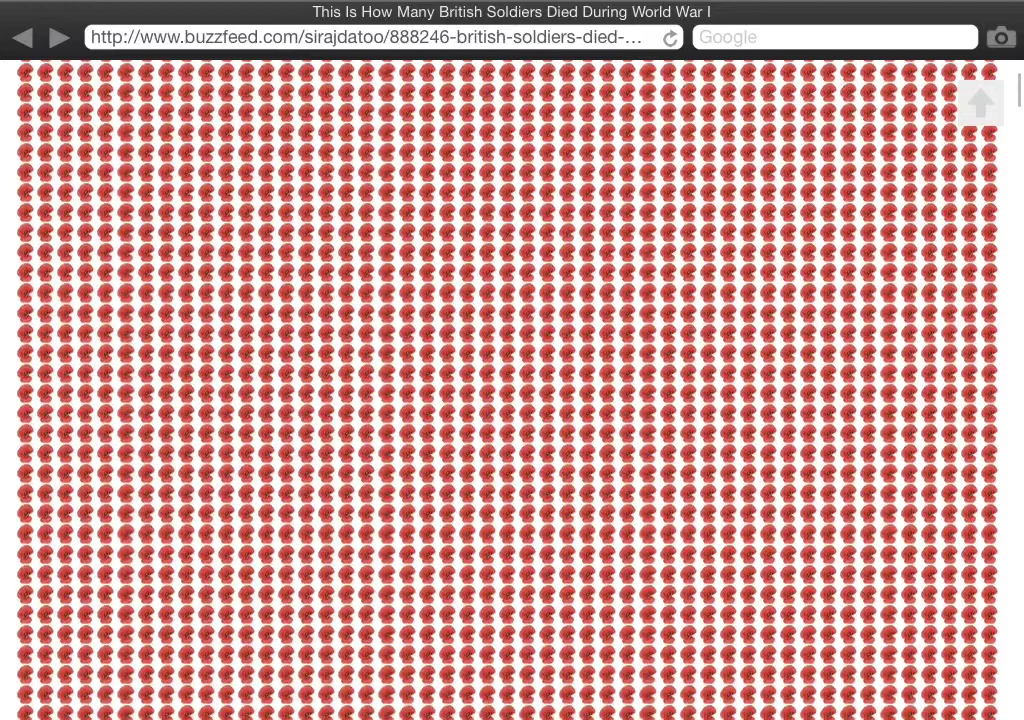 This Is How Many British Soldiers Died During World War I
http://www.buzzfeed.com/sirajdatoo/888246-british-soldiers-died-…
Google